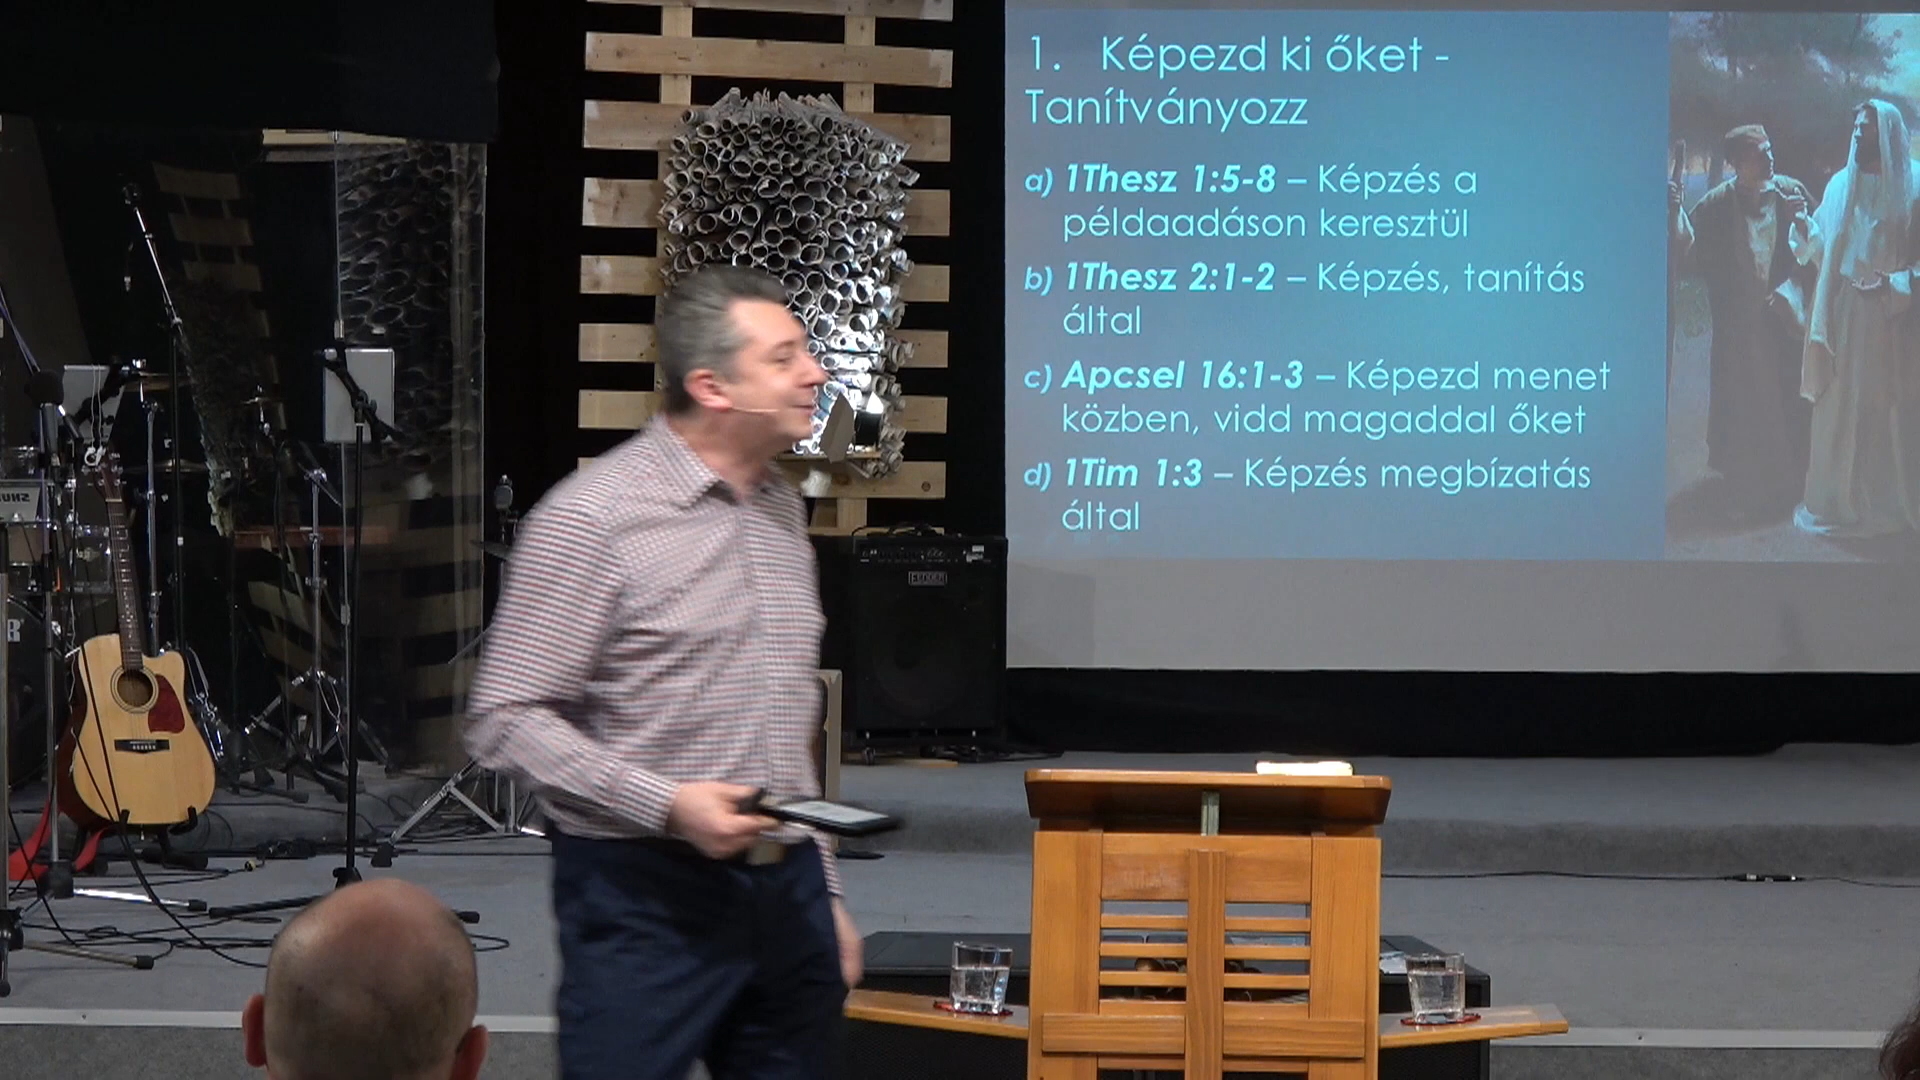 1. Képezd ki őket -
Tanítványozz
a) 1Thesz 1:5-8 – Képzés a
példaadáson keresztül
b) 1Thesz 2:1-2 – Képzés, tanítás
által
c) Apcsel 16:1-3 – Képezd menet
közben, vidd magaddal őket
d) 1Tim 1:3 – Képzés megbízatás
által